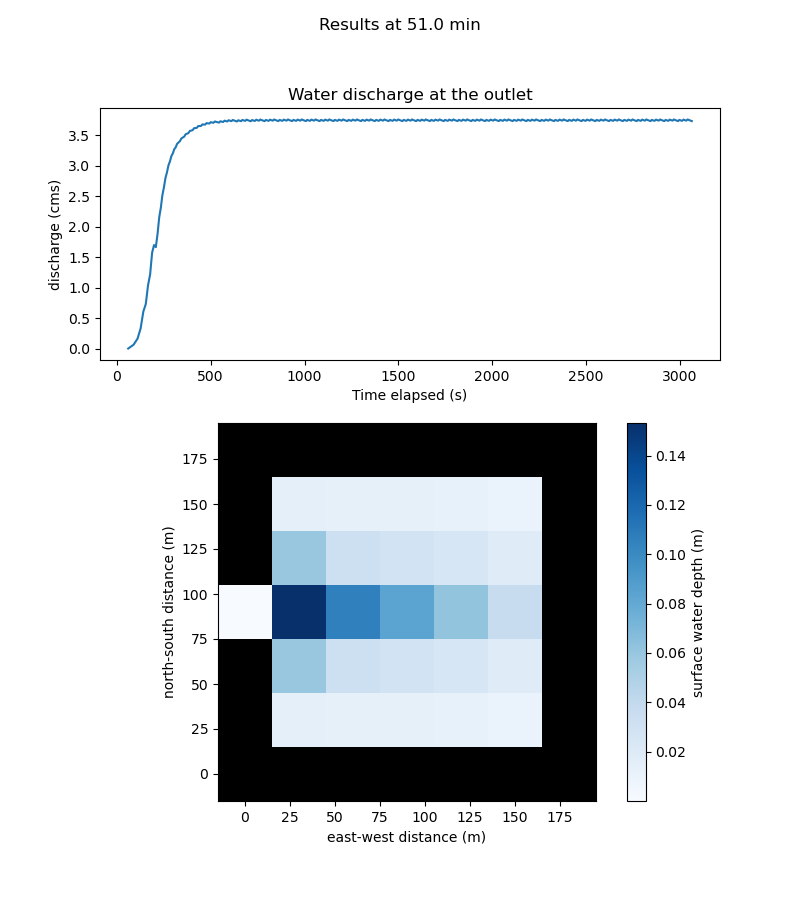 Results at 51.0 min
Water discharge at the outlet
discharge (cms)
3.5
3.0
2.5
2.0
1.5
1.0
0.5
0.0
0 500 1000 1500 2000 2500 3000
Time elapsed (s)
north-south distance (m)
175
150
125
100
75
50
25
0
0 25 50 75 100 125 150 175
east-west distance (m)
0.14
0.12
0.10
0.08
0.06
0.04
0.02
surface water depth (m)